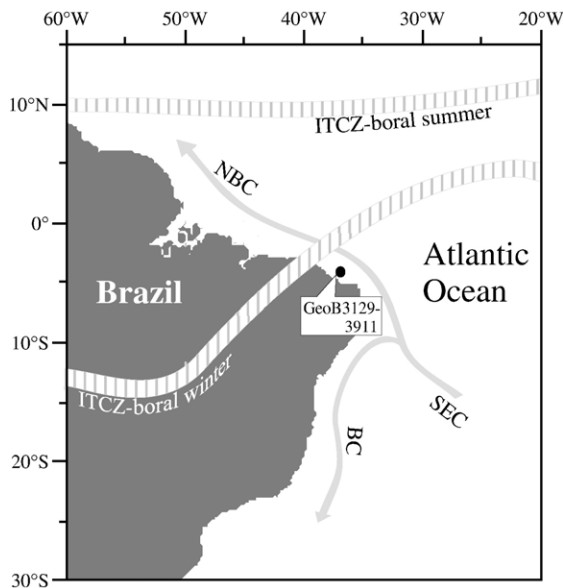 60°W 50°W 40°W 30°W 20°W
10°N
ITCZ-boral summer
NBC
0°
Atlantic
Ocean
Brazil
GeoB3129-
3911
10°S
ITCZ-boral winter
SEC
BC
20°S
30°S